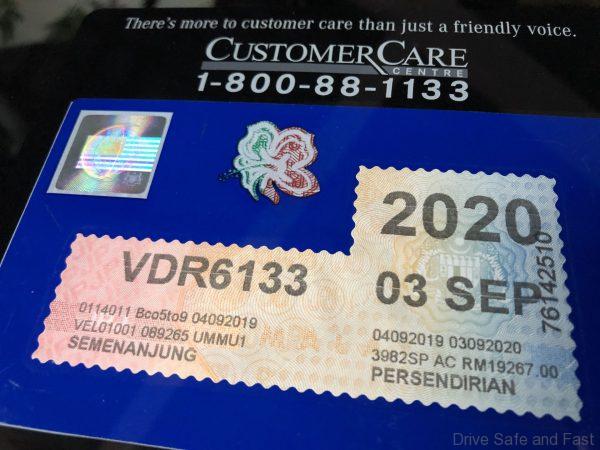 There's more to customer care than just a friendly voice.
CUSTOMERCARE
CENTRE
1-800-88-1133
2020
VDR6133
03 SEP
76142510
0114011 Bco5to9 04092019
VEL01001 089265 UMMU1
SEMENANJUNG
04092019 03092020
3982SP AC RM19267.00
PERSENDIRIAN
Drive Safe and Fast